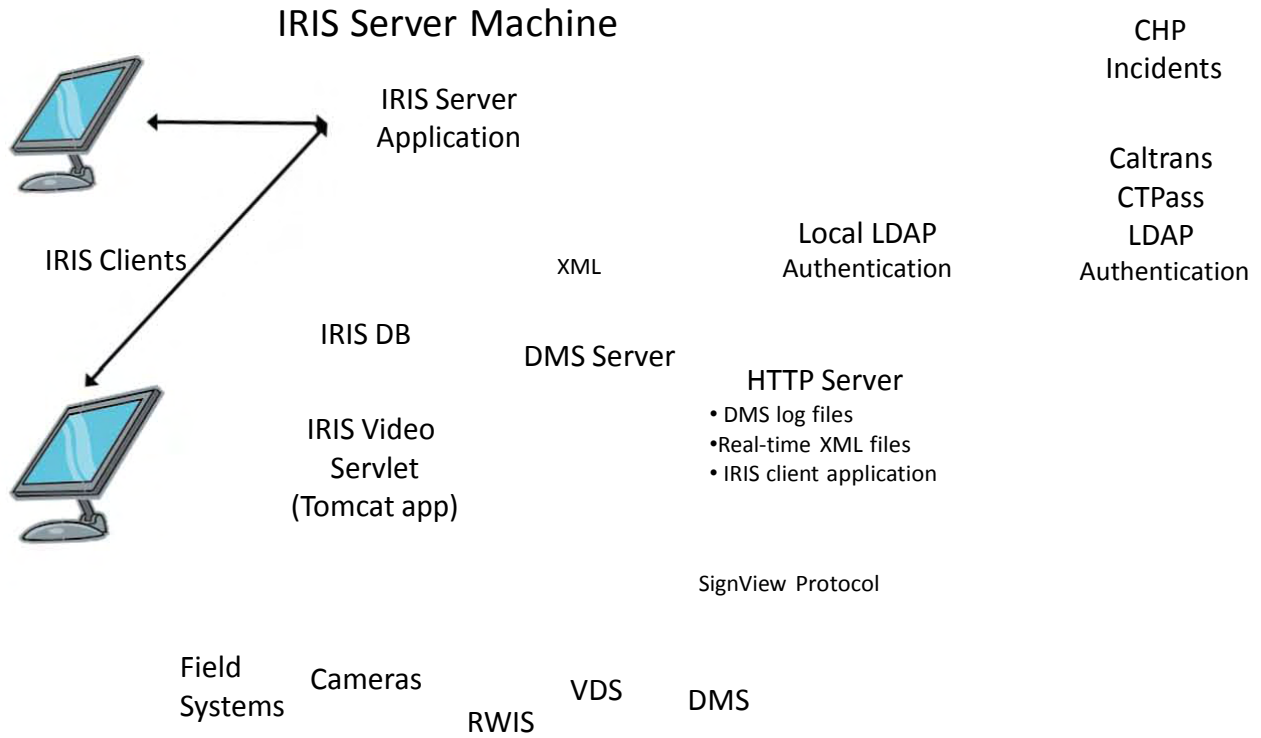 IRIS Server Machine
CHP
Incidents
IRIS Server
Application
Caltrans
CTPass
LDAP
Authentication
Local LDAP
Authentication
IRIS Clients
XML
IRIS DB
DMS Server
HTTP Server
• DMS log files
•Real-time XML files
• IRIS client application
IRIS Video
Servlet
(Tomcat app)
SignView Protocol
Field
Systems
Cameras
RWIS
VDS
DMS